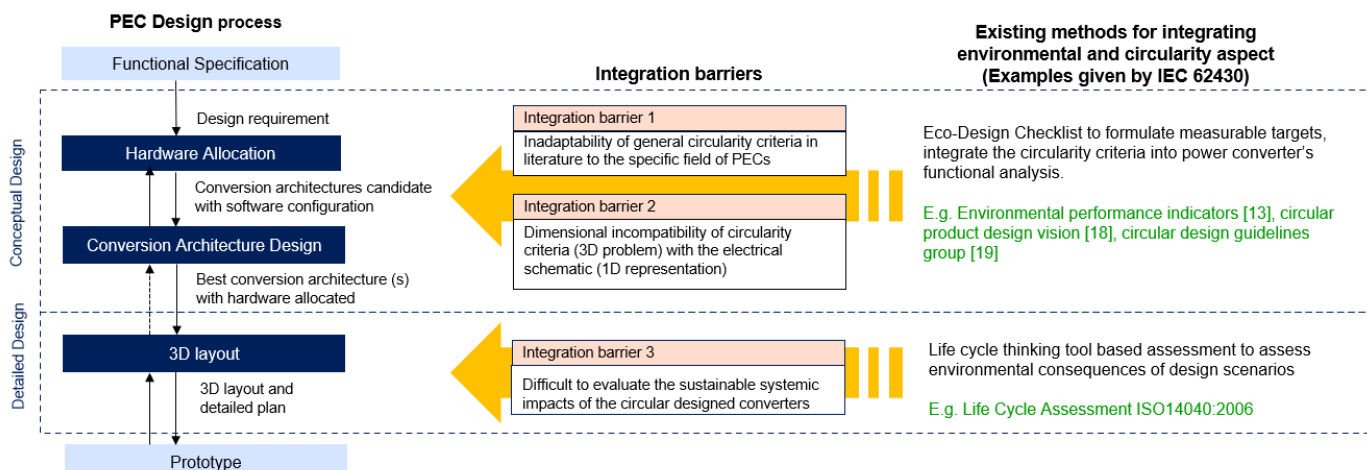 PEC Design process
Functional Specification
Design requirement
Hardware Allocation
Conversion architectures candidate
with software configuration
Conversion Architecture Design
Best conversion architecture (s)
with hardware allocated
3D layout
3D layout and
detailed plan
Prototype
Conceptual Design
Detailed Design
Integration barriers
Integration barrier 1
Inadaptability of general circularity criteria in
literature to the specific field of PECs
Integration barrier 2
Dimensional incompatibility of circularity
criteria (3D problem) with the electrical
schematic (1D representation)
Integration barrier 3
Difficult to evaluate the sustainable systemic
impacts of the circular designed converters
Existing methods for integrating
environmental and circularity aspect
(Examples given by IEC 62430)
Eco-Design Checklist to formulate measurable targets,
integrate the circularity criteria into power converter's
functional analysis.
E.g. Environmental performance indicators [13], circular
product design vision [18], circular design guidelines
group [19]
Life cycle thinking tool based assessment to assess
environmental consequences of design scenarios
E.g. Life Cycle Assessment ISO14040:2006